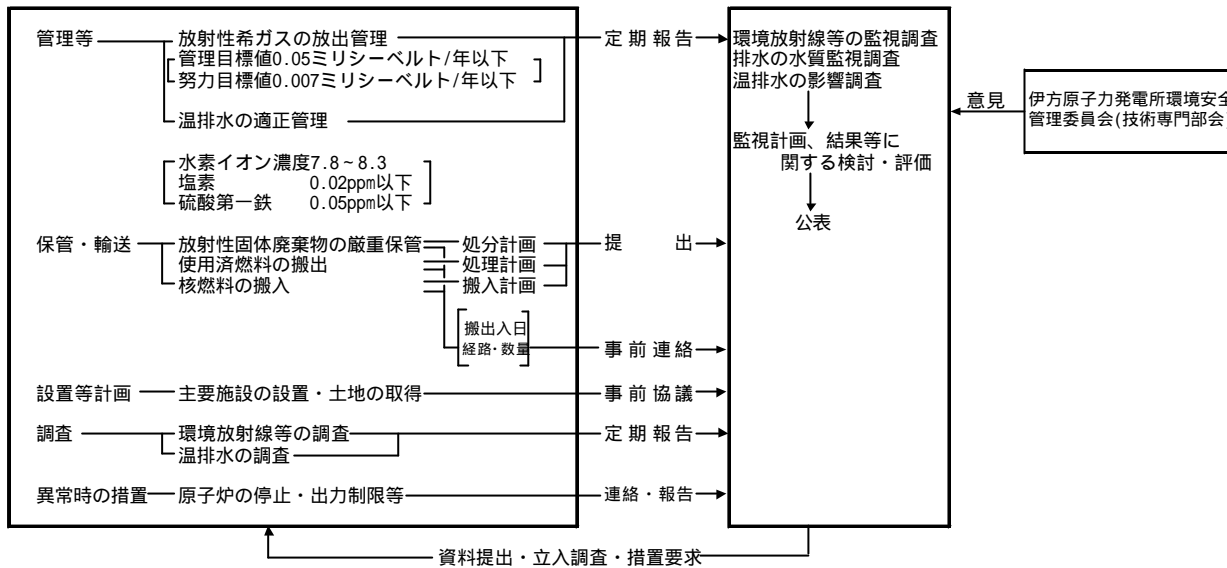 管理等
放射性希ガスの放出管理
定期報告
管理目標値0.05ミリシーベルト/年以下
努力目標値0.007ミリシーベルト/年以下
温排水の適正管理
水素イオン濃度7.8~8.3
塩素 0.02ppm以下
硫酸第一鉄 0.05ppm以下
保管・輸送
放射性固体廃棄物の厳重保管
処分計画
提出
使用済燃料の搬出
処理計画
核燃料の搬入
搬入計画
搬出入日
経路・数量
事前連絡
設置等計画
主要施設の設置・土地の取得
事前協議
調査
環境放射線等の調査
定期報告
温排水の調査
異常時の措置
原子炉の停止・出力制限等
連絡・報告
環境放射線等の監視調査
排水の水質監視調査
温排水の影響調査
監視計画、結果等に
関する検討・評価
公表
意見
伊方原子力発電所環境安全
管理委員会(技術専門部会
資料提出・立入調査・措置要求